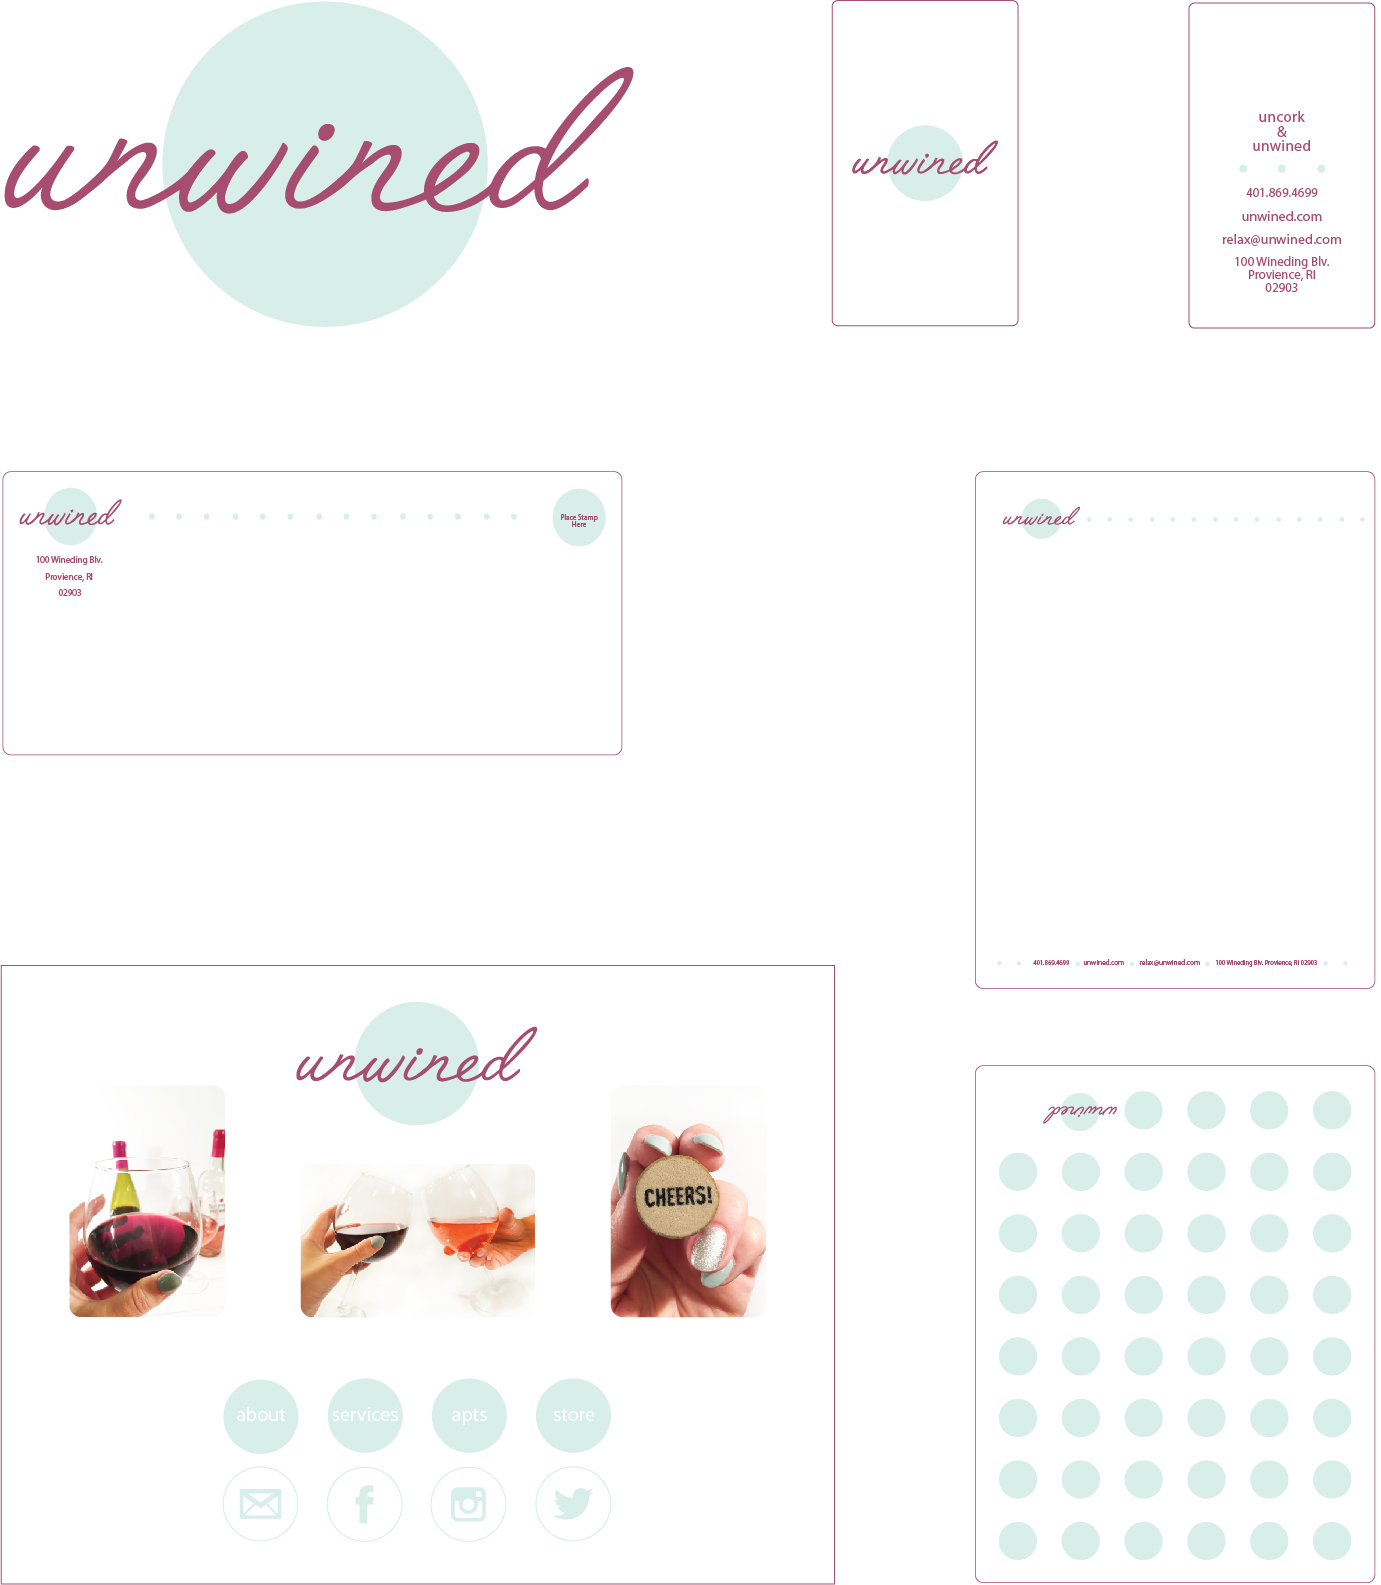 unwined
unwined
uncork
&
unwined
401.869.4699
unwined.com
relax@unwined.com
100 Wineding Blv.
Provience, RI
02903
unwined
100 Wineding Blv.
Provience, RI
02903
Place Stamp
Here
unwined
401.869.4699 unwined.com relax@unwined.com 100 Wineding Blv. Provience, RI 02903
unwined
CHEERS!
about services apts store
unwined